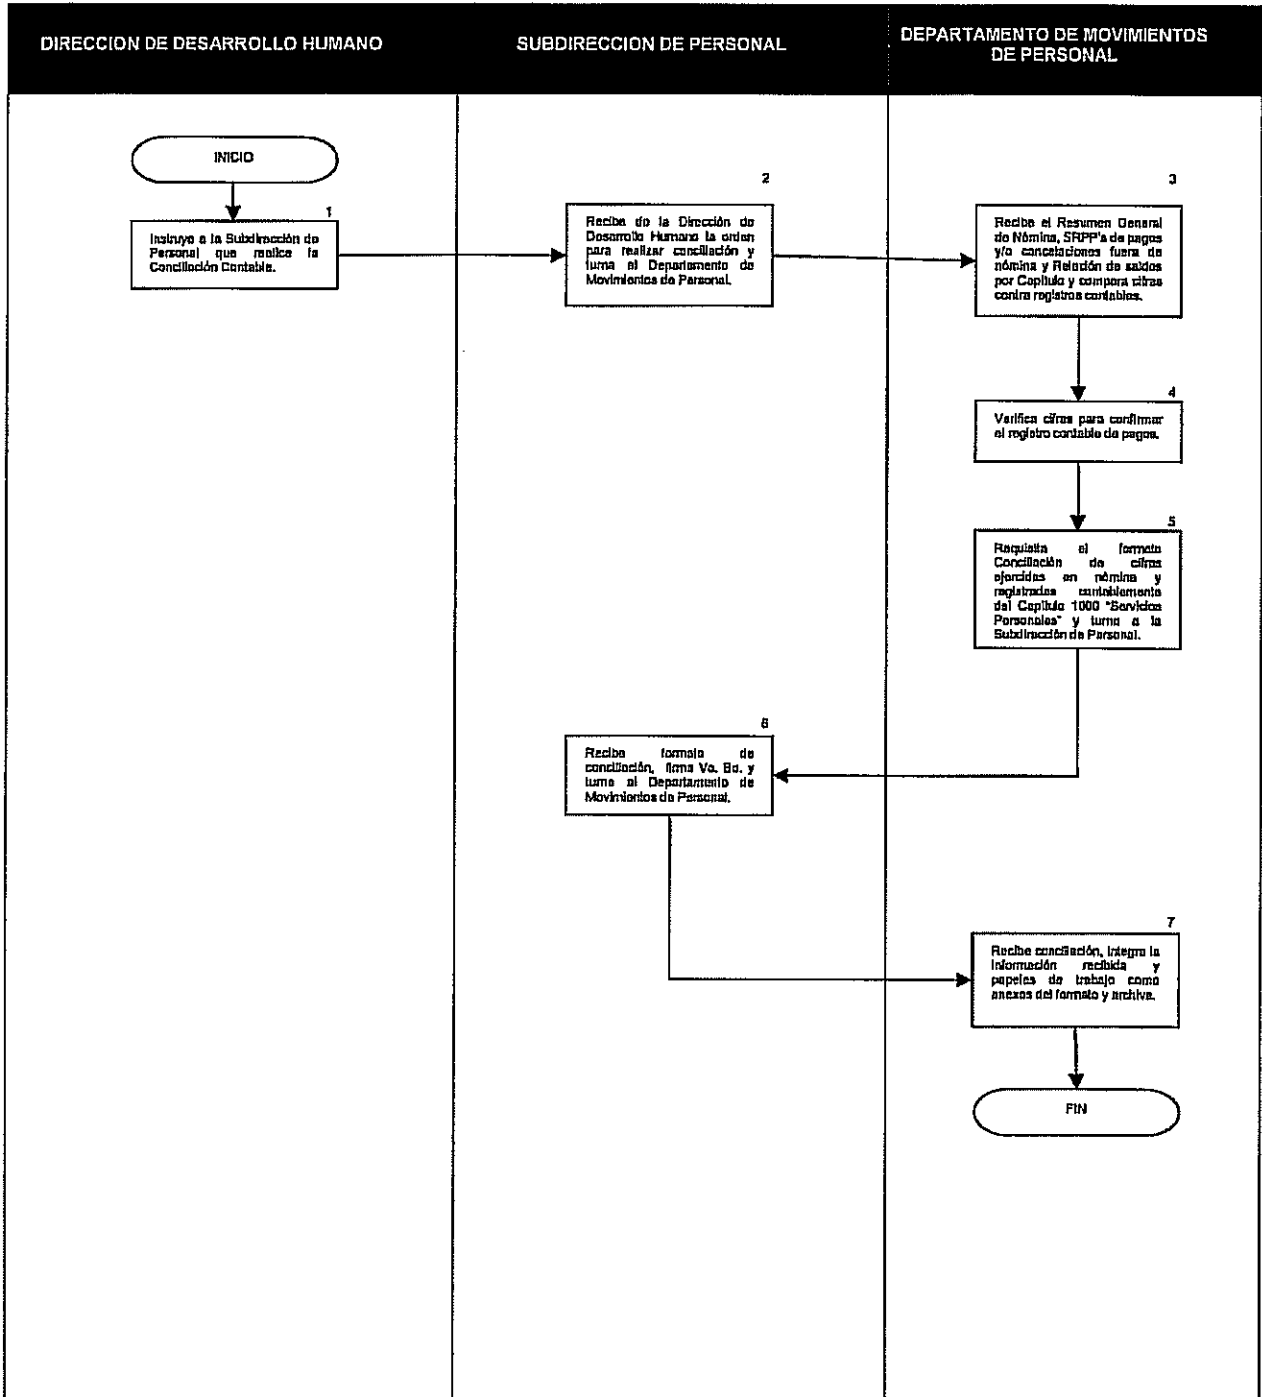 DIRECCION DE DESARROLLO HUMANO
SUBDIRECCION DE PERSONAL
DEPARTAMENTO DE MOVIMIENTOS
DE PERSONAL
INICIO
1
Instruye a la Subdirección de
Personal que realice la
Conciliación Contable.
2
Recibe de la Dirección de
Desarrollo Humano la orden
para realizar conciliación y
turna al Departamento de
Movimientos de Personal.
3
Recibe el Resumen General
de Nómina, SRPP's de pagos
y/o cancelaciones fuera de
nómina y Relación de saldos
por Capítulo y compara cifras
contra registros contables.
4
Verifica cifras para confirmar
el registro contable de pagos.
5
Requisita el formato
Conciliación de cifras
ejercidas en nómina y
registradas contablemente
del Capítulo 1000 "Servicios
Personales" y turna a la
Subdirección de Personal.
6
Recibe formato de
conciliación, firma Vo. Bo. y
turna al Departamento de
Movimientos de Personal.
7
Recibe conciliación, integra la
información recibida y
papeles de trabajo como
anexos del formato y archiva.
FIN